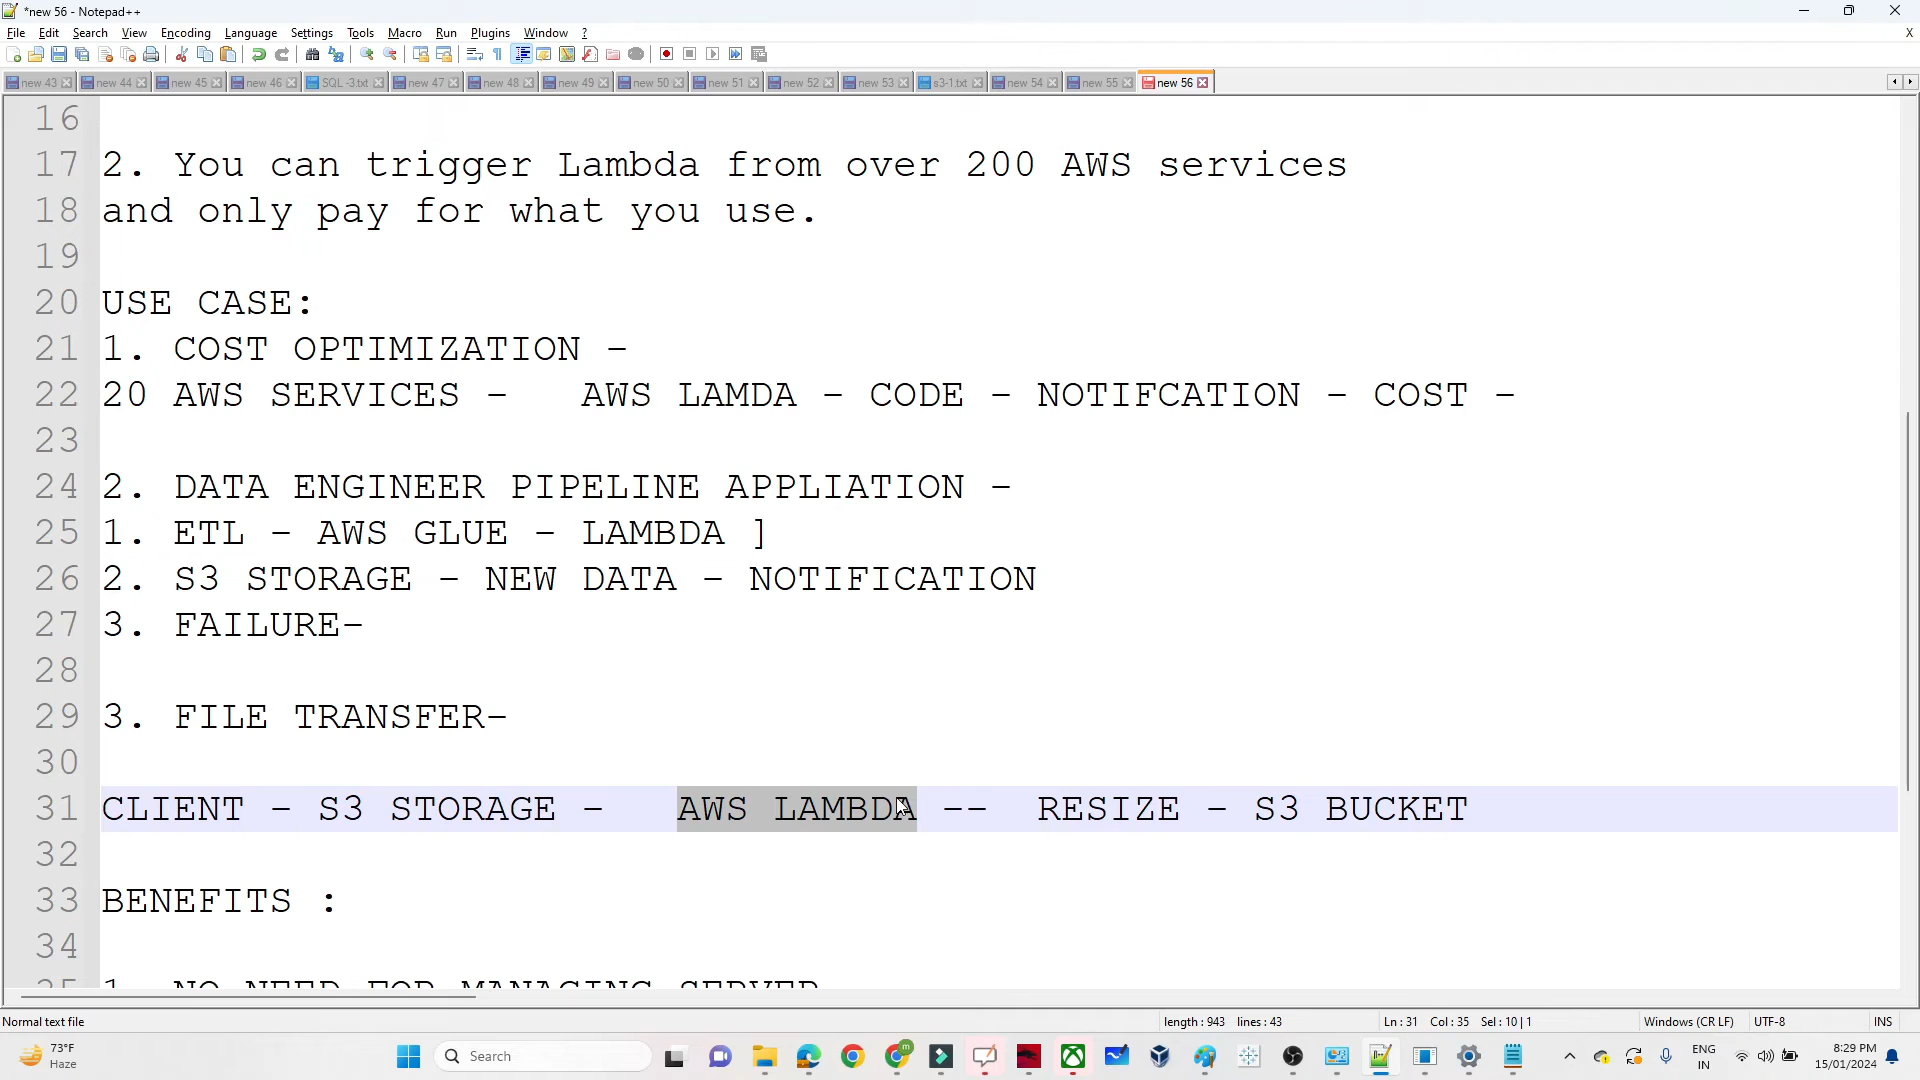 *new 56 - Notepad++
File Edit Search View Encoding Language Settings Tools Macro Run Plugins Window ? X
new 43 new 44 new 45 new 46 SQL -3.txt new 47 new 48 new 49 new 50 new 51 new 52 new 53 s3-1.txt new 54 new 55 new 56
16
17 2. You can trigger Lambda from over 200 AWS services
18 and only pay for what you use.
19
20 USE CASE:
21 1. COST OPTIMIZATION -
22 20 AWS SERVICES - AWS LAMDA - CODE - NOTIFCATION - COST -
23
24 2. DATA ENGINEER PIPELINE APPLIATION -
25 1. ETL - AWS GLUE - LAMBDA ]
26 2. S3 STORAGE - NEW DATA - NOTIFICATION
27 3. FAILURE-
28
29 3. FILE TRANSFER-
30
31 CLIENT - S3 STORAGE - AWS LAMBDA -- RESIZE - S3 BUCKET
32
33 BENEFITS :
34
35 1. NO NEED FOR MANAGING SERVER
Normal text file length : 943 lines : 43 Ln : 31 Col : 35 Sel : 10 | 1 Windows (CR LF) UTF-8 INS
73°F
Haze
Search
ENG
IN
8:29 PM
15/01/2024